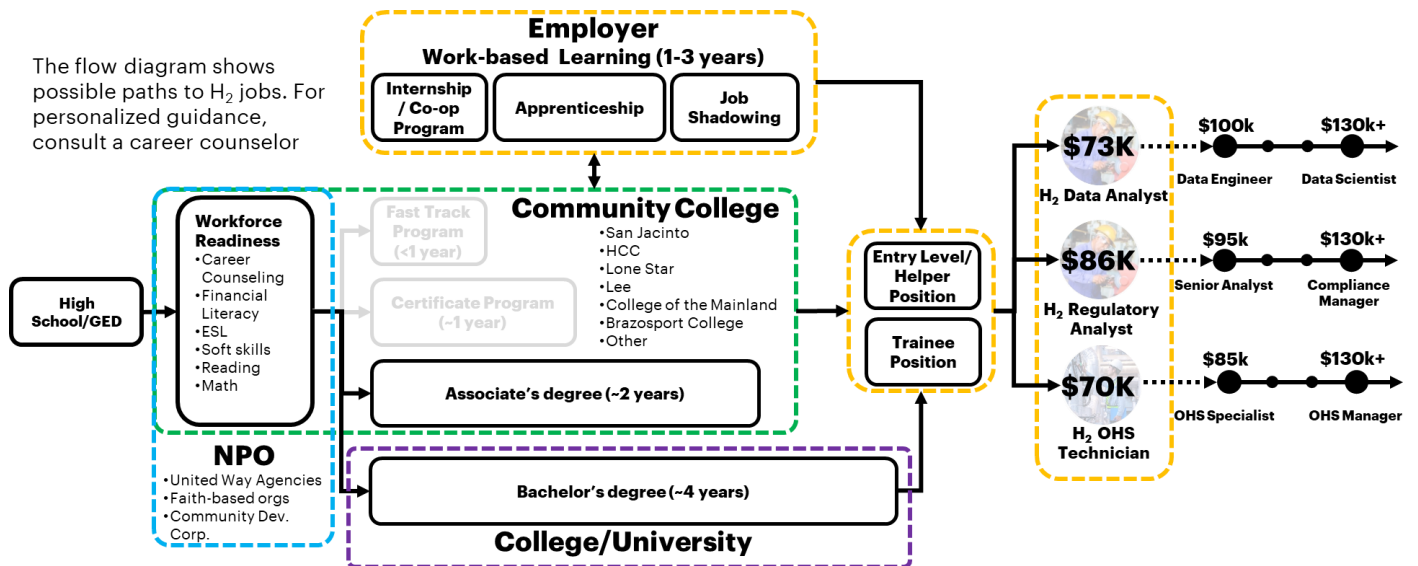 The flow diagram shows
possible paths to H₂ jobs. For
personalized guidance,
consult a career counselor
Employer
Work-based Learning (1-3 years)
Internship
/ Co-op
Program
Apprenticeship
Job
Shadowing
High
School/GED
Workforce
Readiness
•Career
Counseling
•Financial
Literacy
•ESL
•Soft skills
•Reading
•Math
Fast Track
Program
(<1 year)
Certificate Program
(~1 year)
Community College
•San Jacinto
•HCC
•Lone Star
•Lee
•College of the Mainland
•Brazosport College
•Other
Associate's degree (~2 years)
NPO
•United Way Agencies
•Faith-based orgs
•Community Dev.
Corp.
Bachelor's degree (~4 years)
College/University
Entry Level/
Helper
Position
Trainee
Position
$73K
H₂ Data Analyst
$100k
Data Engineer
$130k+
Data Scientist
$86K
H₂ Regulatory
Analyst
$95k
Senior Analyst
$130k+
Compliance
Manager
$70K
H₂ OHS
Technician
$85k
OHS Specialist
$130k+
OHS Manager